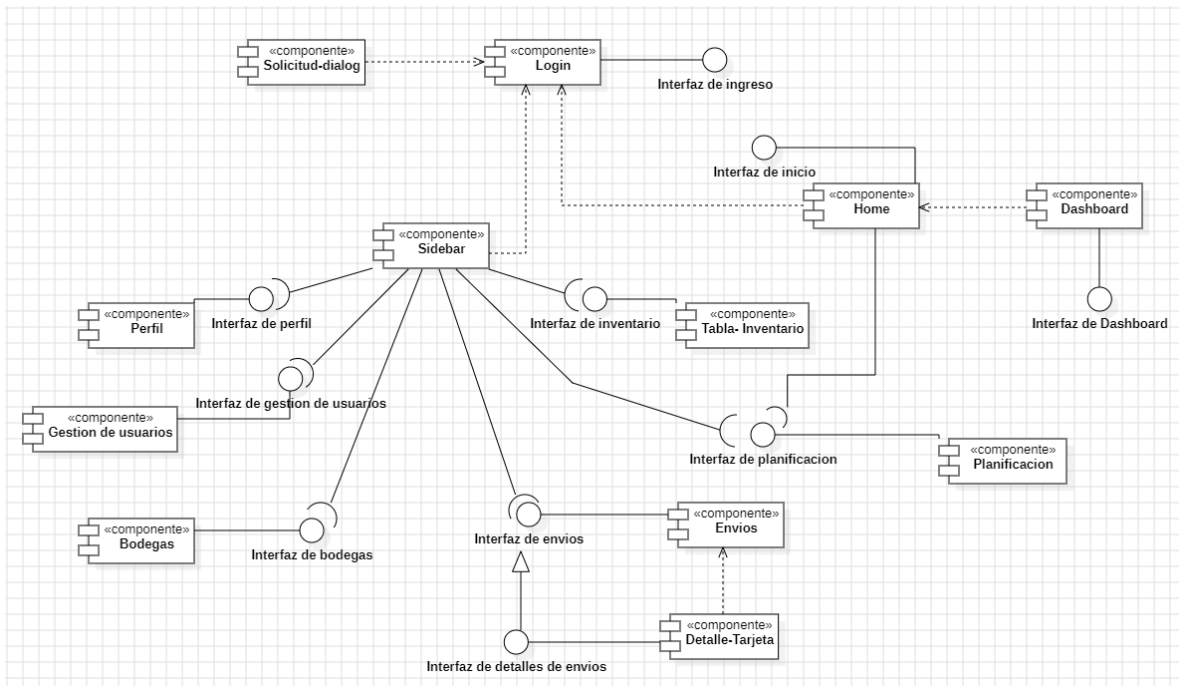 «componente»
Solicitud-dialog
«componente»
Login
Interfaz de ingreso
Interfaz de inicio
«componente»
Home
«componente»
Dashboard
«componente»
Sidebar
«componente»
Perfil
Interfaz de perfil
Interfaz de inventario
«componente»
Tabla- Inventario
Interfaz de Dashboard
Interfaz de gestion de usuarios
«componente»
Gestion de usuarios
Interfaz de planificacion
«componente»
Planificacion
«componente»
Bodegas
Interfaz de bodegas
Interfaz de envios
«componente»
Envios
«componente»
Detalle-Tarjeta
Interfaz de detalles de envios